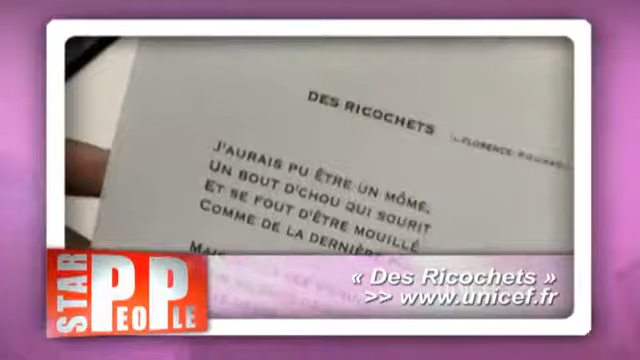 DES RICOCHETS
J'AURAIS PU ÊTRE UN MÔME,
UN BOUT D'CHOU QUI SOURIT
ET SE FOUT D'ÊTRE MOUILLÉ
COMME DE LA DERNIÈRE
MAIS
STAR
PEOPLE
« Des Ricochets »
>> www.unicef.fr